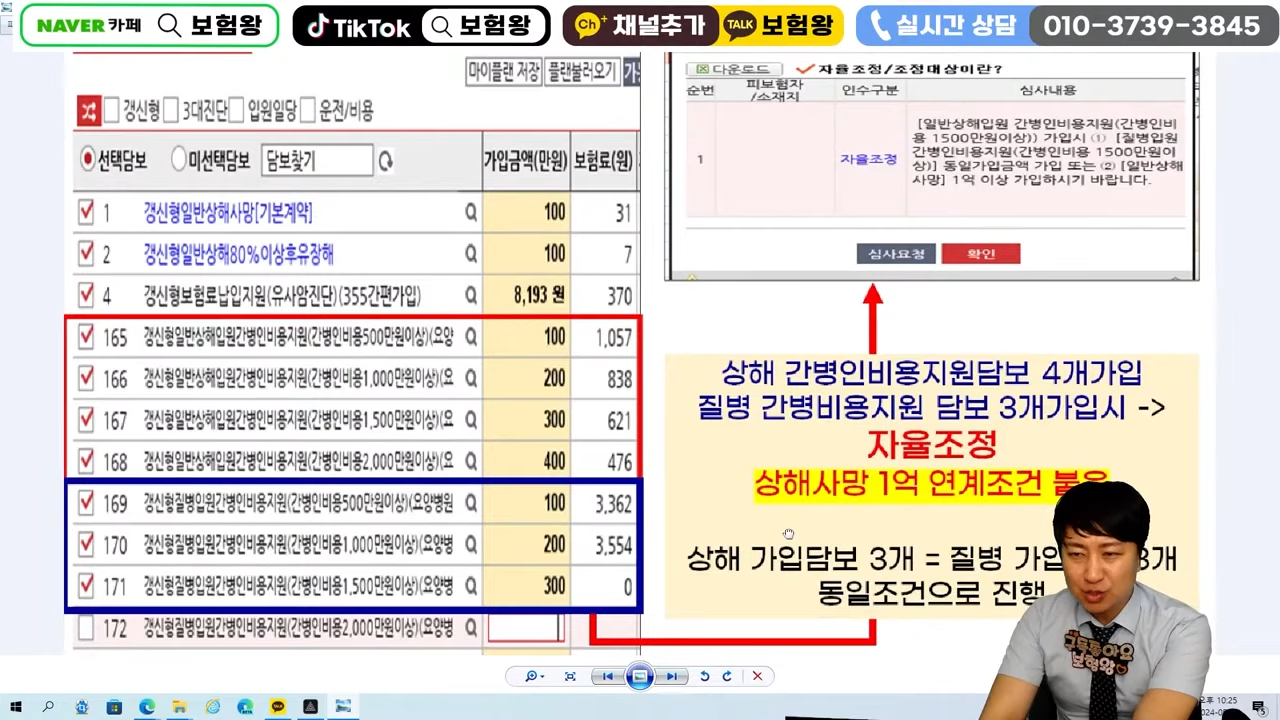 NAVER 카페 보험왕
TikTok 보험왕
Ch+ 채널추가 TALK 보험왕
실시간 상담 010-3739-3845
마이플랜 저장 플랜불러오기
갱신형 3대진단 입원일당 운전/비용
선택담보 미선택담보 담보찾기 가입금액(만원) 보험료(원)
1 갱신형일반상해사망[기본계약] 100 31
2 갱신형일반상해80%이상후유장해 100 7
4 갱신형보험료납입지원(유사암진단)(355간편가입) 8,193 원 370
165 갱신형일반상해입원간병인비용지원(간병인비용500만원이상)(요양 100 1,057
166 갱신형일반상해입원간병인비용지원(간병인비용1,000만원이상)(요 200 838
167 갱신형일반상해입원간병인비용지원(간병인비용1,500만원이상)(요 300 621
168 갱신형일반상해입원간병인비용지원(간병인비용2,000만원이상)(요 400 476
169 갱신형질병입원간병인비용지원(간병인비용500만원이상)(요양병원 100 3,362
170 갱신형질병입원간병인비용지원(간병인비용1,000만원이상)(요양병 200 3,554
171 갱신형질병입원간병인비용지원(간병인비용1,500만원이상)(요양병 300 0
172 갱신형질병입원간병인비용지원(간병인비용2,000만원이상)(요양병
다운로드 자율조정/조정대상이란?
순번 피보험자/소재지 인수구분 심사내용
1 자율조정
[일반상해입원 간병인비용지원(간병인비
용 1500만원이상)] 가입시 (1) [질병입원
간병인비용지원(간병인비용 1500만원이
상)] 동일가입금액 가입 또는 (2) [일반상해
사망] 1억 이상 가입하시기 바랍니다.
심사요청 확인
상해 간병인비용지원담보 4개가입
질병 간병비용지원 담보 3개가입시 ->
자율조정
상해사망 1억 연계조건 붙음
상해 가입담보 3개 = 질병 가입 3개
동일조건으로 진행
구독좋아요
보험왕
오후 10:25